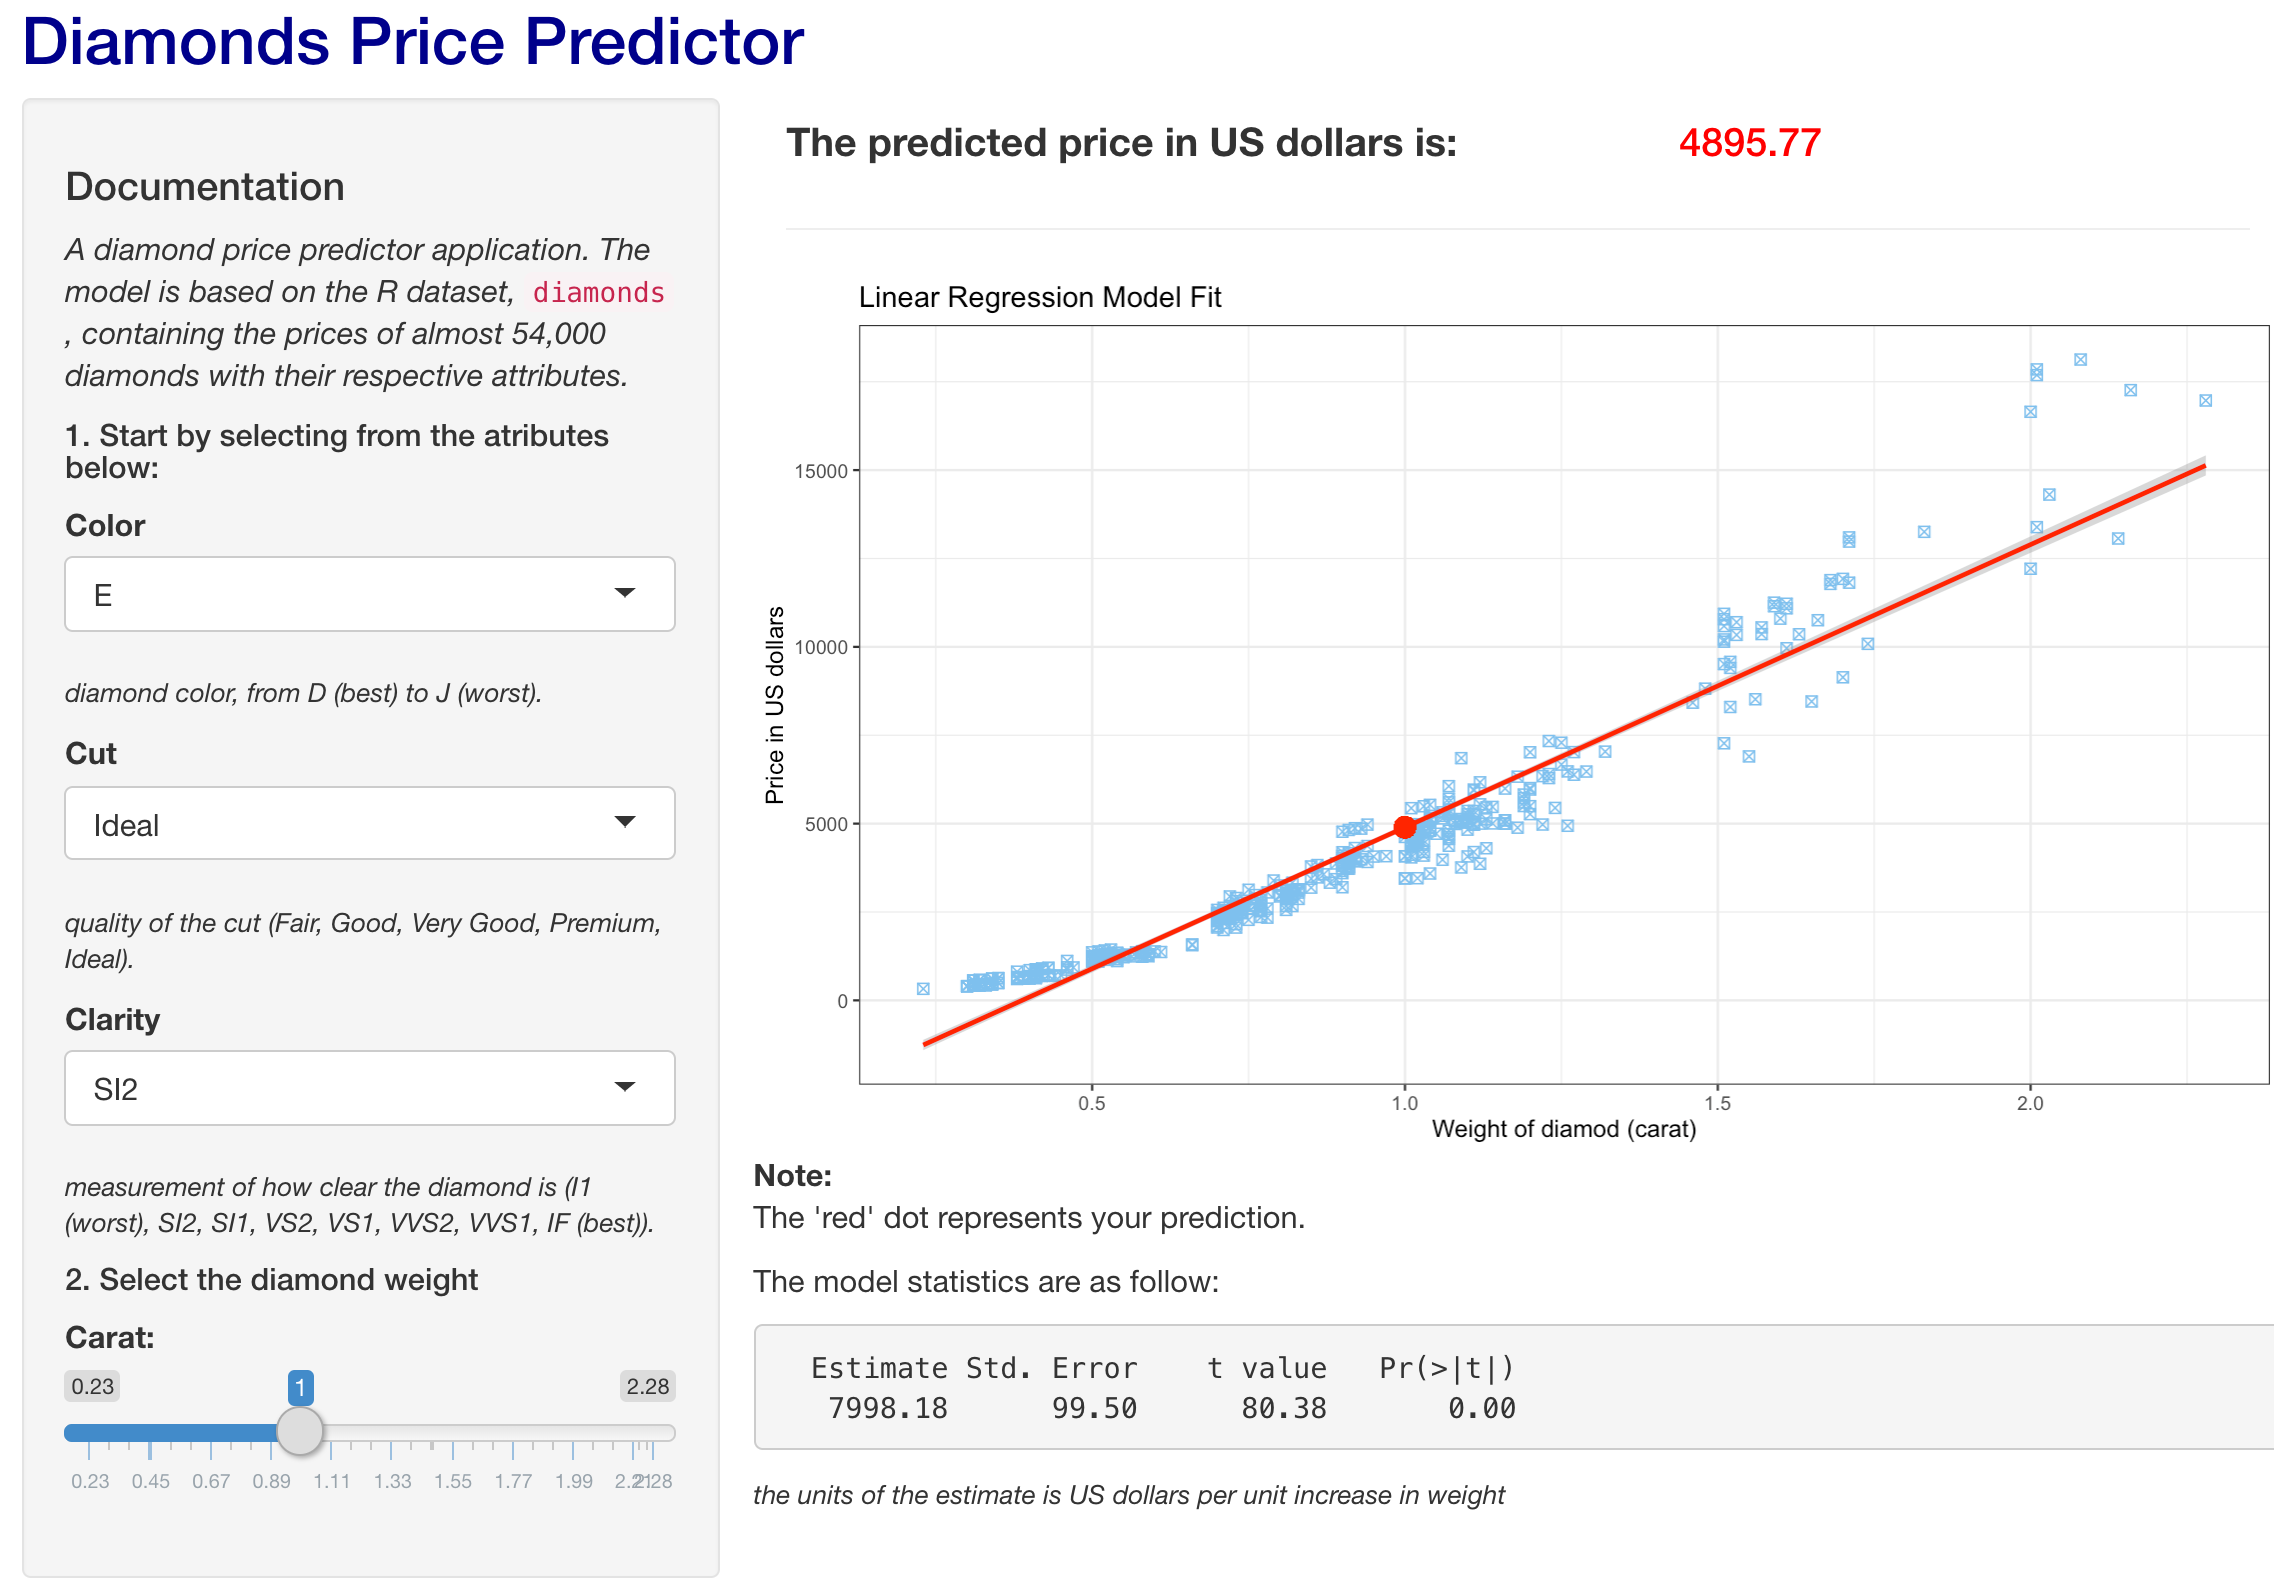 Diamonds Price Predictor
Documentation
A diamond price predictor application. The
model is based on the R dataset, diamonds
, containing the prices of almost 54,000
diamonds with their respective attributes.
1. Start by selecting from the atributes
below:
Color
E
diamond color, from D (best) to J (worst).
Cut
Ideal
quality of the cut (Fair, Good, Very Good, Premium,
Ideal).
Clarity
SI2
measurement of how clear the diamond is (I1
(worst), SI2, SI1, VS2, VS1, VVS2, VVS1, IF (best)).
2. Select the diamond weight
Carat:
0.23 1 2.28
0.23 0.45 0.67 0.89 1.11 1.33 1.55 1.77 1.99 2.21 2.28
The predicted price in US dollars is: 4895.77
Linear Regression Model Fit
Price in US dollars
15000
10000
5000
0
0.5 1.0 1.5 2.0
Weight of diamod (carat)
Note:
The 'red' dot represents your prediction.
The model statistics are as follow:
Estimate Std. Error t value Pr(>|t|)
7998.18 99.50 80.38 0.00
the units of the estimate is US dollars per unit increase in weight